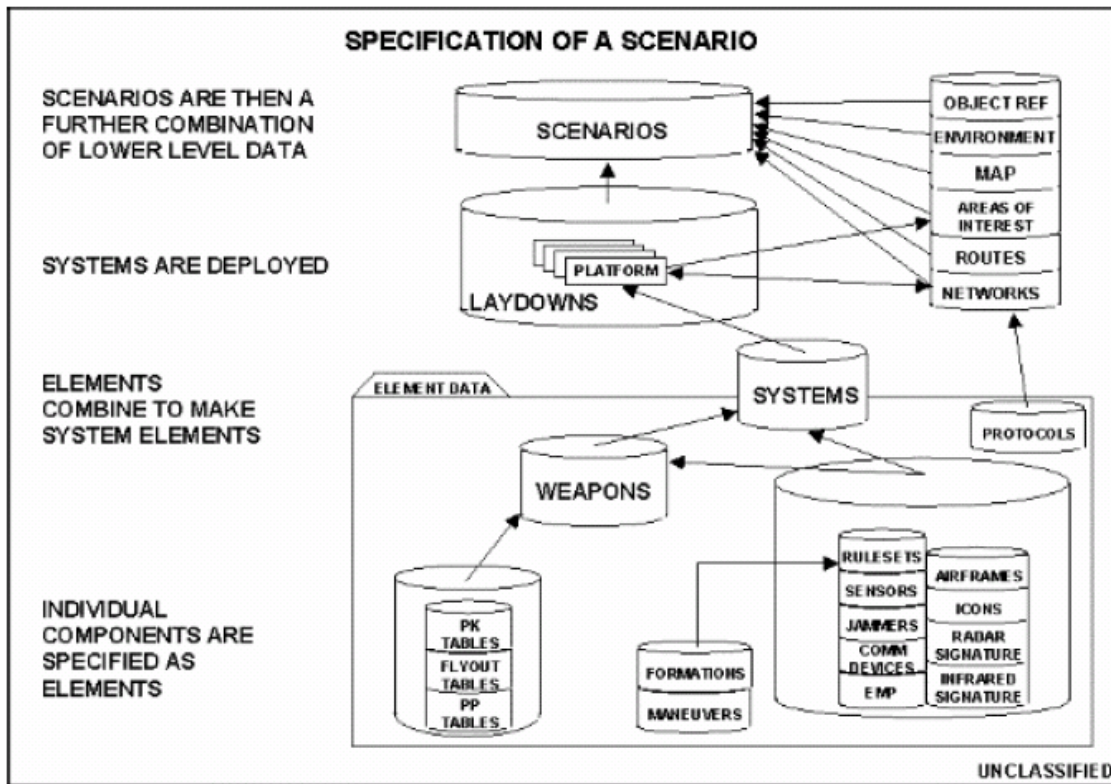 SPECIFICATION OF A SCENARIO
SCENARIOS ARE THEN A
FURTHER COMBINATION
OF LOWER LEVEL DATA
SCENARIOS
OBJECT REF
ENVIRONMENT
MAP
AREAS OF
INTEREST
ROUTES
NETWORKS
SYSTEMS ARE DEPLOYED
PLATFORM
LAYDOWNS
ELEMENTS
COMBINE TO MAKE
SYSTEM ELEMENTS
ELEMENT DATA
SYSTEMS
PROTOCOLS
WEAPONS
INDIVIDUAL
COMPONENTS ARE
SPECIFIED AS
ELEMENTS
PK
TABLES
FLYOUT
TABLES
PP
TABLES
FORMATIONS
MANEUVERS
RULESETS
SENSORS
JAMMERS
COMM
DEVICES
EMP
AIRFRAMES
ICONS
RADAR
SIGNATURE
INFRARED
SIGNATURE
UNCLASSIFIED